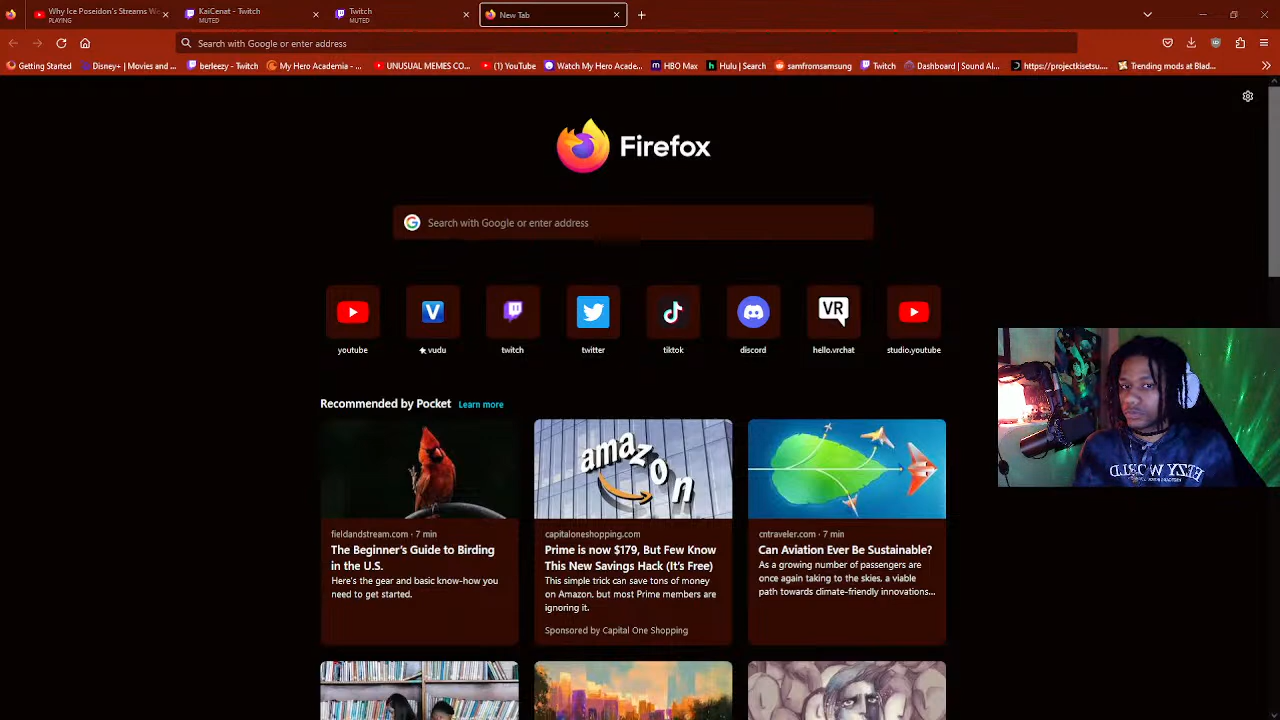 Why Ice Poseidon's Streams We
PLAYING
KaiCenat - Twitch
MUTED
Twitch
MUTED
New Tab
Search with Google or enter address
Getting Started
Disney+ | Movies and ...
berleezy - Twitch
My Hero Academia - ...
UNUSUAL MEMES CO...
(1) YouTube
Watch My Hero Acade...
HBO Max
Hulu | Search
samfromsamsung
Twitch
Dashboard | Sound Al...
https://projectkisetsu....
Trending mods at Blad...
Firefox
Search with Google or enter address
youtube
vudu
twitch
twitter
tiktok
discord
hello.vrchat
studio.youtube
Recommended by Pocket
Learn more
fieldandstream.com · 7 min
The Beginner's Guide to Birding
in the U.S.
Here's the gear and basic know-how you
need to get started.
amazon
capitaloneshopping.com
Prime is now $179, But Few Know
This New Savings Hack (It's Free)
This simple trick can save tons of money
on Amazon, but most Prime members are
ignoring it.
Sponsored by Capital One Shopping
cntraveler.com · 7 min
Can Aviation Ever Be Sustainable?
As a growing number of passengers are
once again taking to the skies, a viable
path towards climate-friendly innovations...